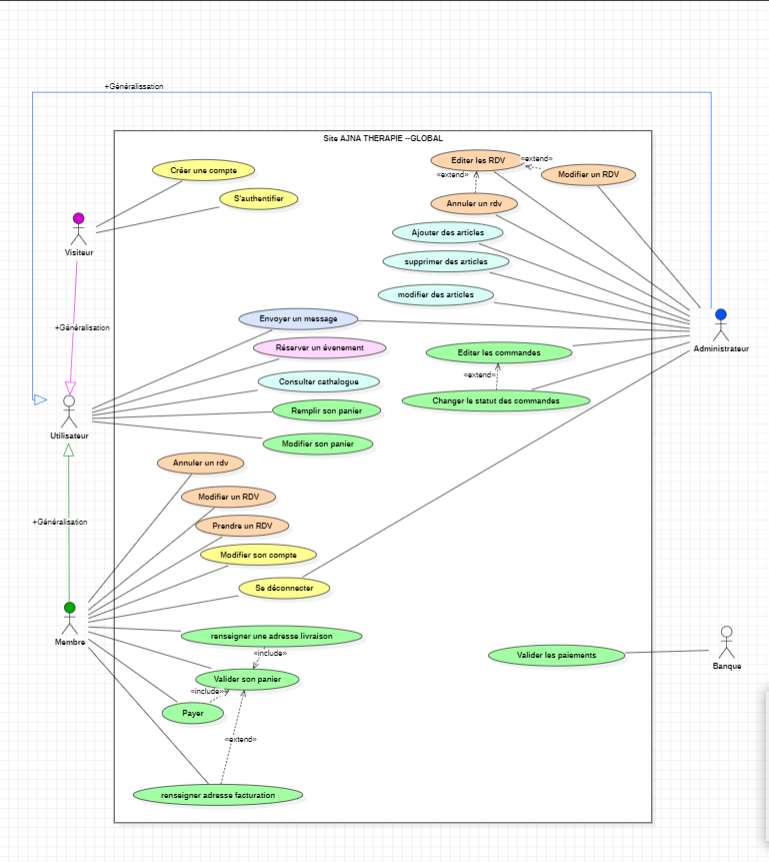 +Généralissation
Site AJNA THERAPIE --GLOBAL
Créer une compte
S'authentifier
Editer les RDV
«extend»
Modifier un RDV
«extend»
Annuler un rdv
Visiteur
Ajouter des articles
supprimer des articles
modifier des articles
Envoyer un message
+Généralisation
Réserver un évenement
Administrateur
Editer les commandes
«extend»
Consulter cathalogue
Changer le statut des commandes
Remplir son panier
Utilisateur
Modifier son panier
Annuler un rdv
Modifier un RDV
+Généralisation
Prendre un RDV
Modifier son compte
Se déconnecter
Membre
renseigner une adresse livraison
«include»
Valider les paiements
Banque
Valider son panier
«include»
Payer
«extend»
renseigner adresse facturation